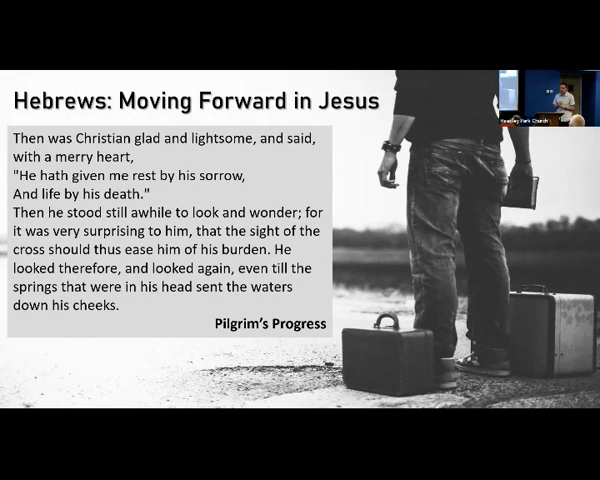 Hebrews: Moving Forward in Jesus
Then was Christian glad and lightsome, and said,
with a merry heart,
"He hath given me rest by his sorrow,
And life by his death."
Then he stood still awhile to look and wonder; for
it was very surprising to him, that the sight of the
cross should thus ease him of his burden. He
looked therefore, and looked again, even till the
springs that were in his head sent the waters
down his cheeks.
Pilgrim's Progress
Headley Park Church